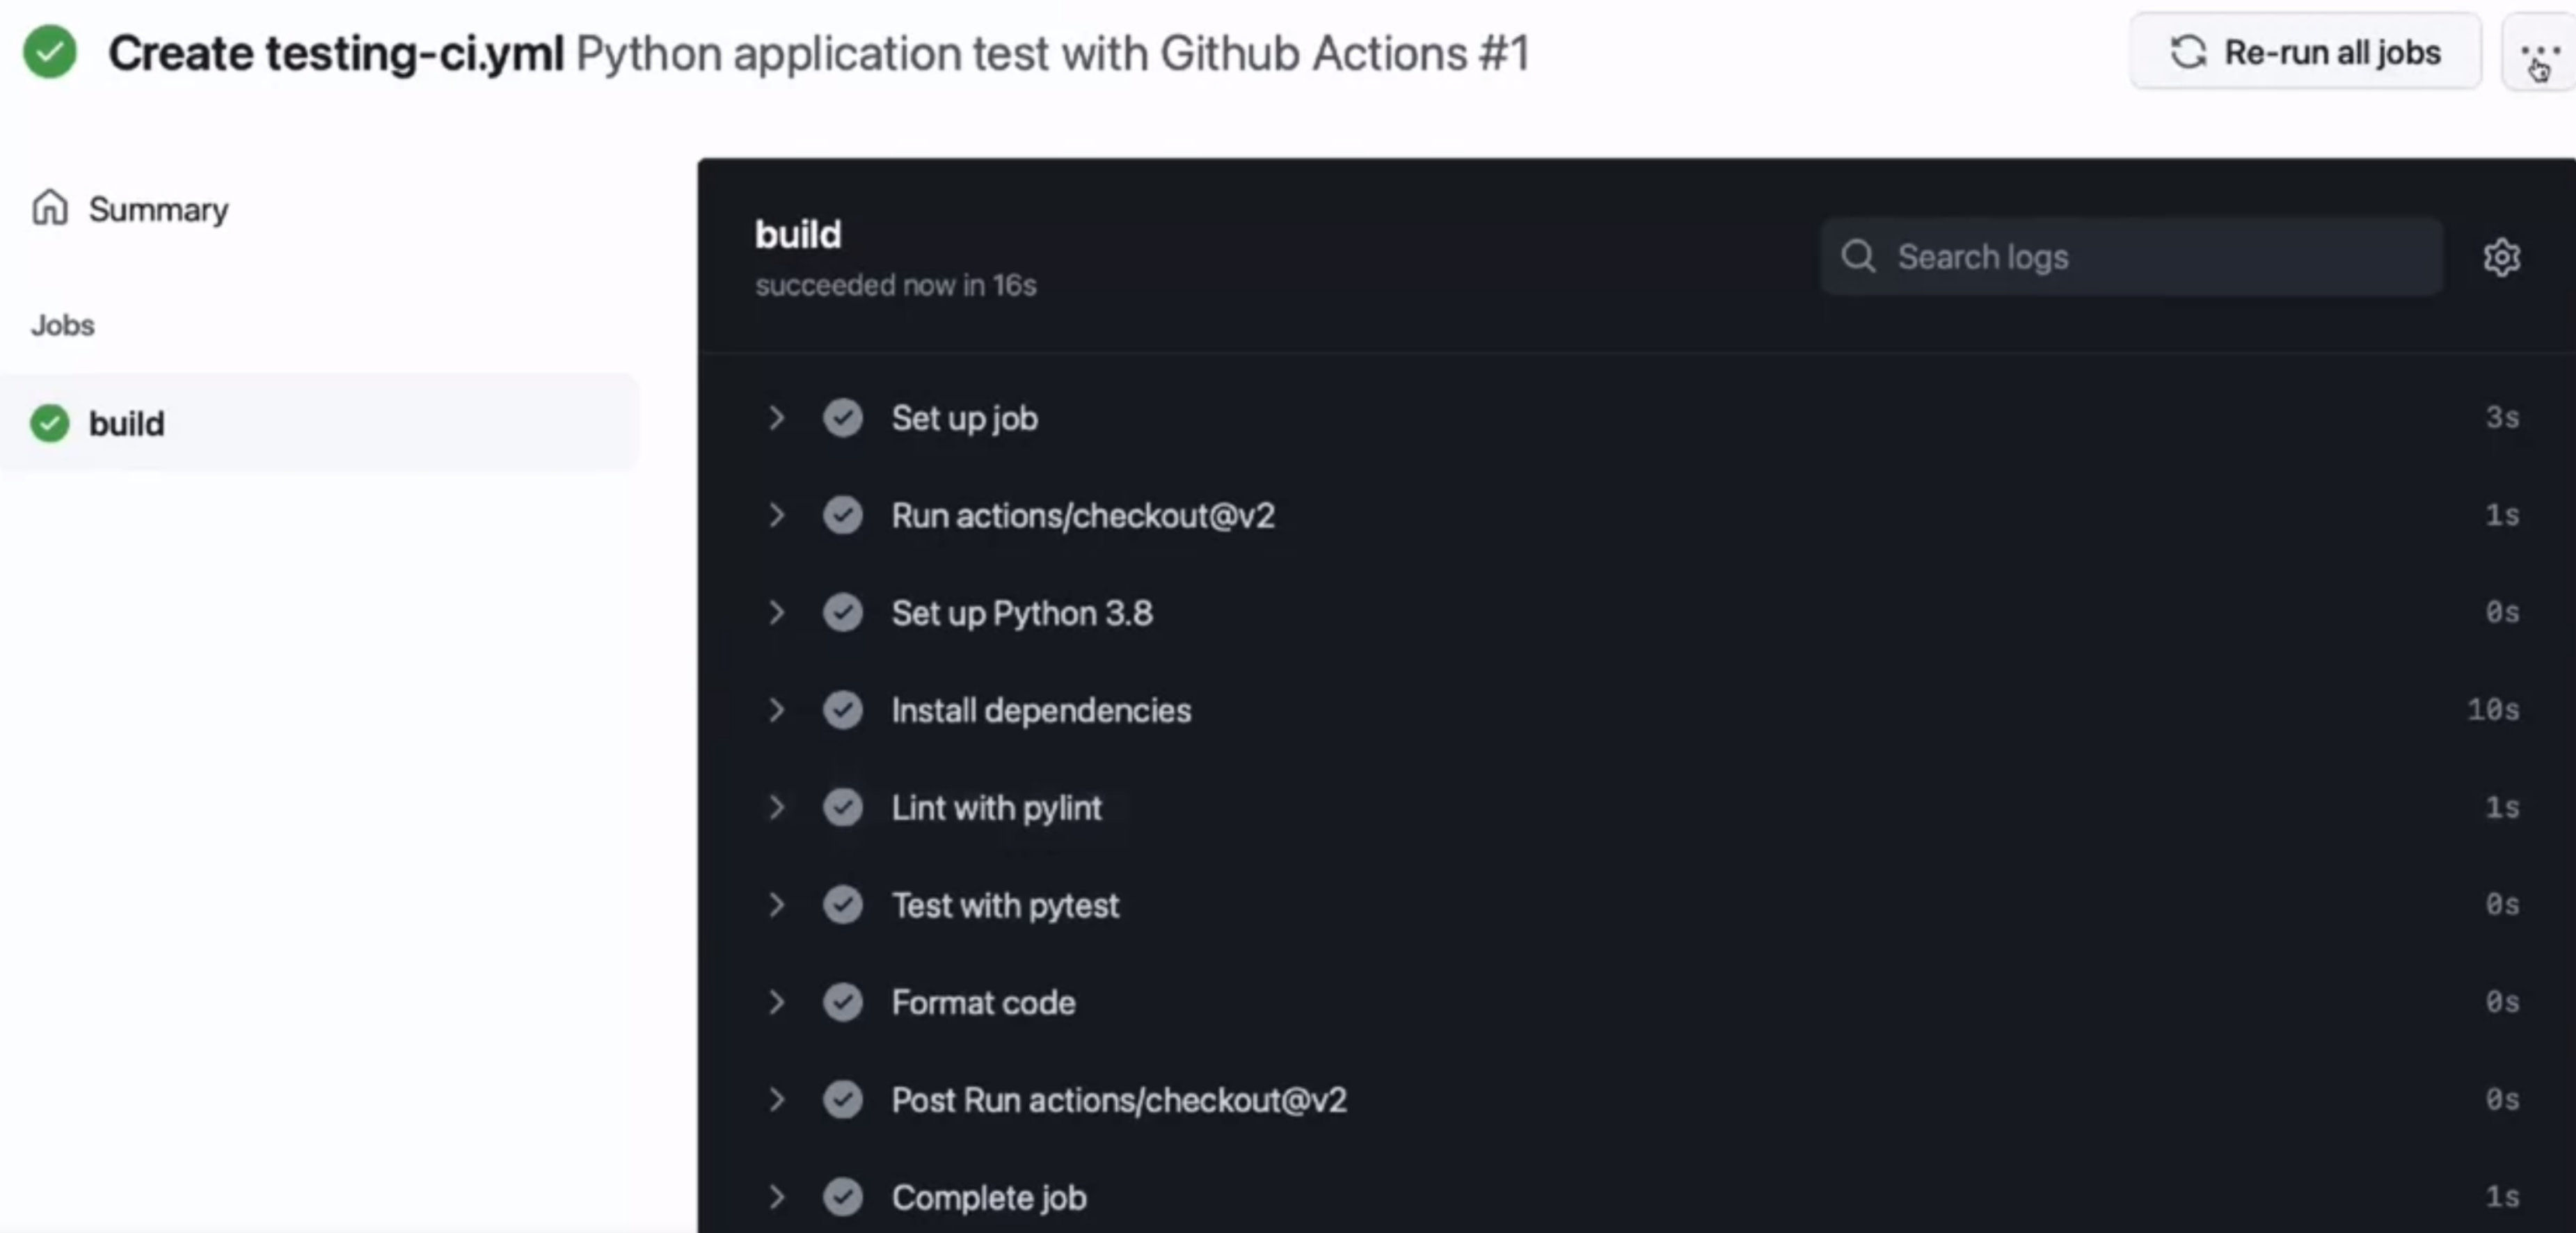 Create testing-ci.yml Python application test with Github Actions #1
Re-run all jobs
Summary
Jobs
build
build
succeeded now in 16s
Search logs
Set up job 3s
Run actions/checkout@v2 1s
Set up Python 3.8 0s
Install dependencies 10s
Lint with pylint 1s
Test with pytest 0s
Format code 0s
Post Run actions/checkout@v2 0s
Complete job 1s